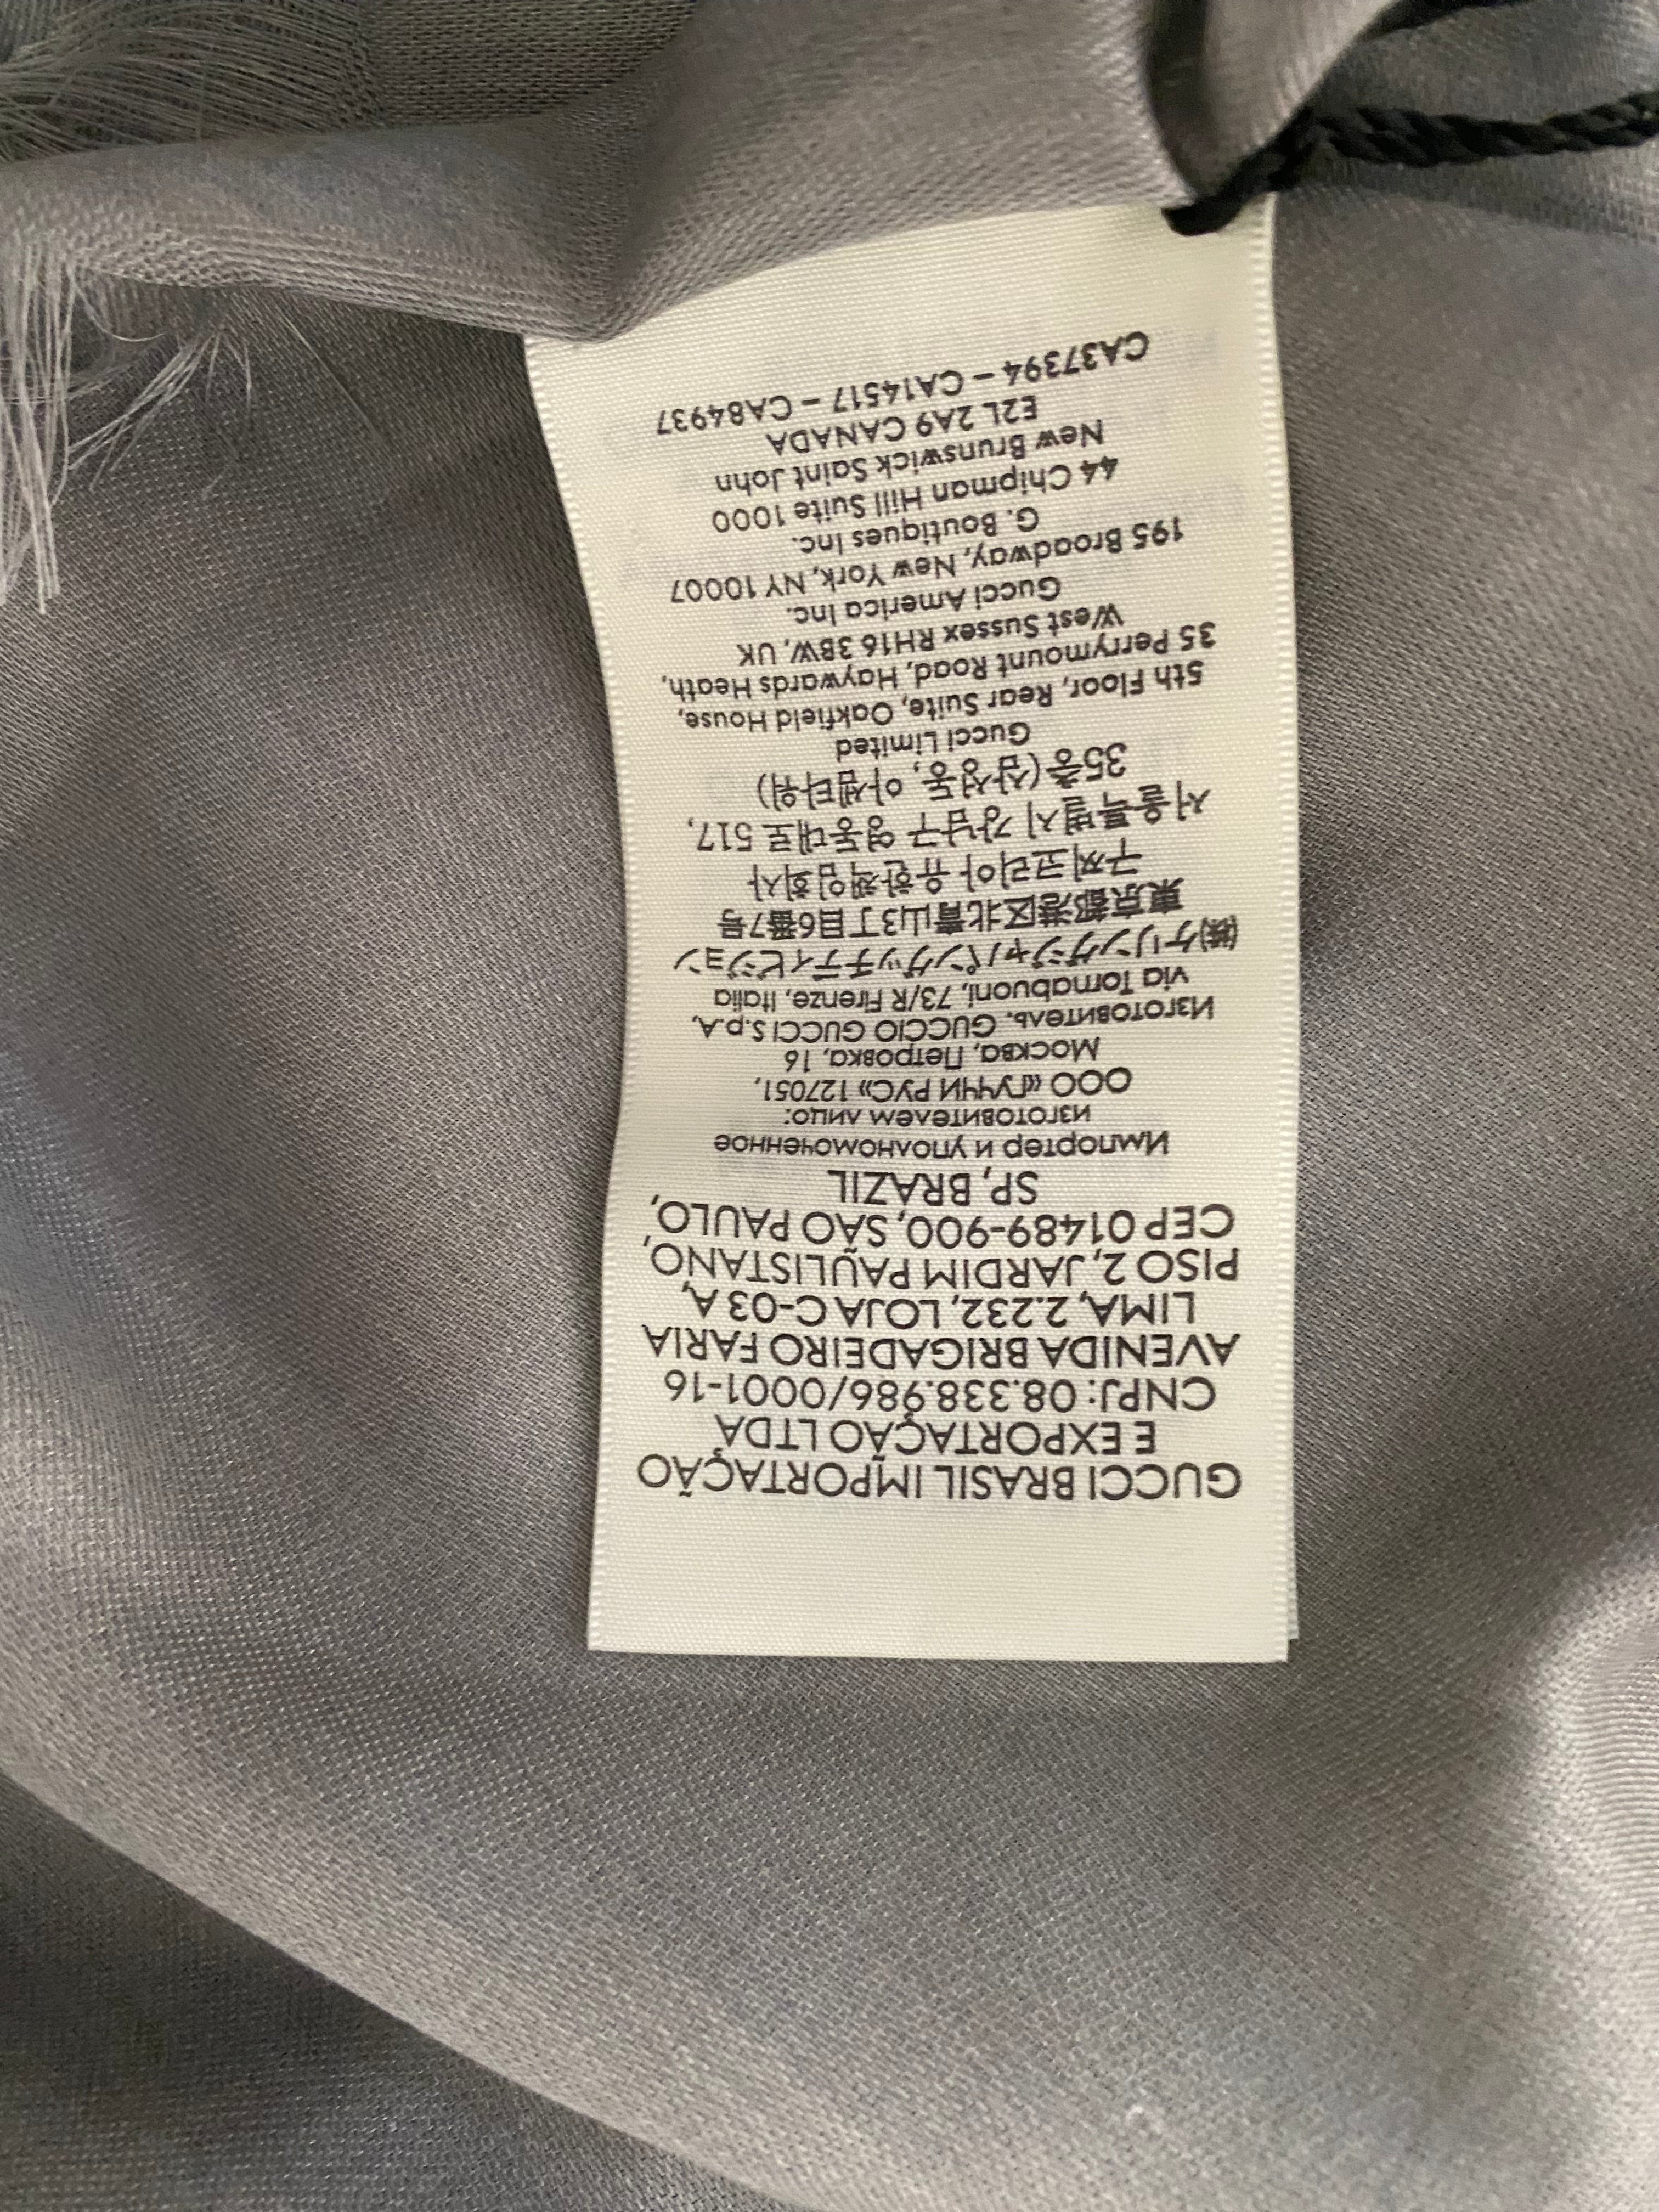 GUCCI BRASIL IMPORTAÇÃO
E EXPORTAÇÃO LTDA
CNPJ: 08.338.986/0001-16
AVENIDA BRIGADEIRO FARIA
LIMA, 2.232, LOJA C-03 A,
PISO 2, JARDIM PAULISTANO,
CEP 01489-900, SÃO PAULO,
SP, BRAZIL
Импортер и уполномоченное
изготовителем лицо:
ООО «ГУЧЧИ РУС» 127051,
Москва, Петровка, 16
Изготовитель. GUCCIO GUCCI S.p.A,
via Tornabuoni, 73/R Firenze, Italia
(株)ケリングジャパングッチディビジョン
東京都港区北青山3丁目6番7号
구찌코리아 유한책임회사
서울특별시 강남구 영동대로 517,
35층 (삼성동, 아셈타워)
Gucci Limited
5th Floor, Rear Suite, Oakfield House,
35 Perrymount Road, Haywards Heath,
West Sussex RH16 3BW, UK
Gucci America Inc.
195 Broadway, New York, NY 10007
G. Boutiques Inc.
44 Chipman Hill Suite 1000
New Brunswick Saint John
E2L 2A9 CANADA
CA37394 – CA14517 – CA84937